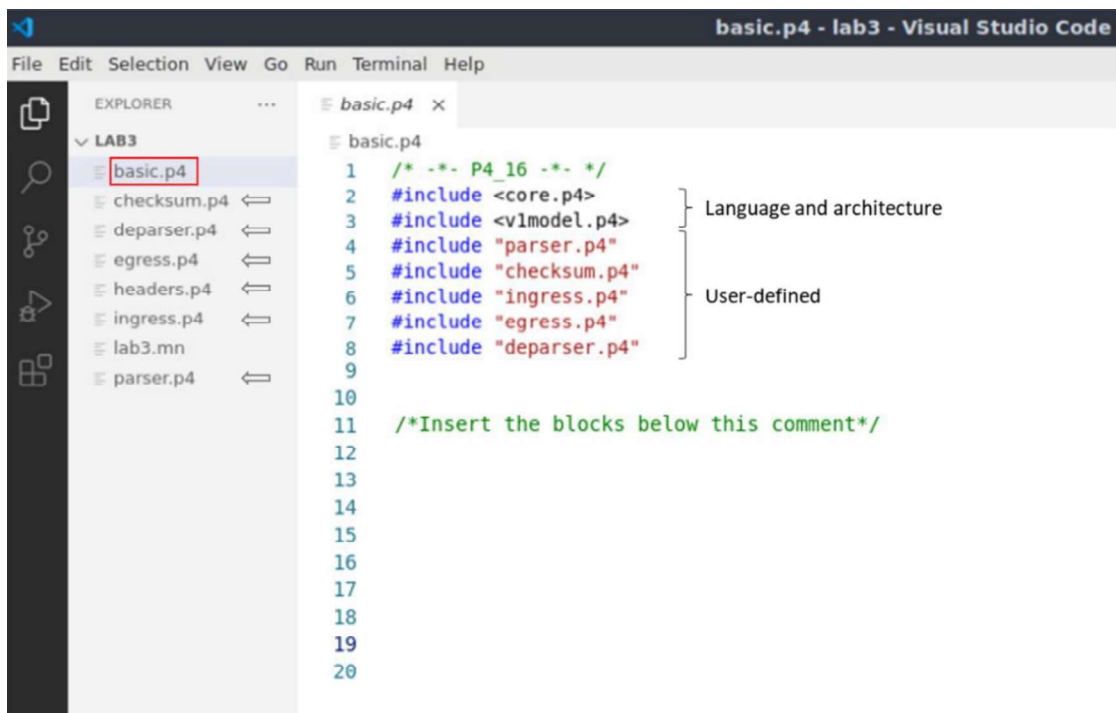 basic.p4 - lab3 - Visual Studio Code
File Edit Selection View Go Run Terminal Help
EXPLORER ...
LAB3
basic.p4
checksum.p4
deparser.p4
egress.p4
headers.p4
ingress.p4
lab3.mn
parser.p4
basic.p4 ×
basic.p4
1 /* -*- P4_16 -*- */
2 #include <core.p4>
3 #include <v1model.p4>
Language and architecture
4 #include "parser.p4"
5 #include "checksum.p4"
6 #include "ingress.p4"
7 #include "egress.p4"
8 #include "deparser.p4"
User-defined
9
10
11 /*Insert the blocks below this comment*/
12
13
14
15
16
17
18
19
20